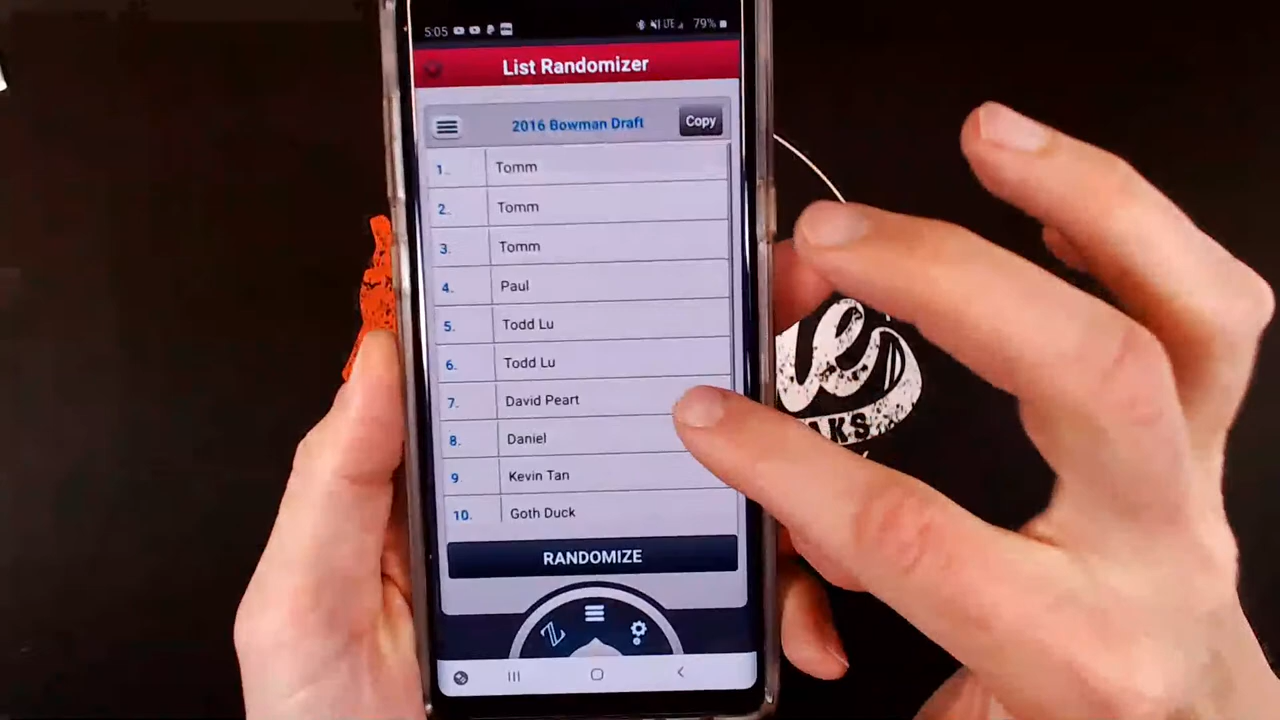 5:05
LTE 79%
List Randomizer
2016 Bowman Draft
Copy
1. Tomm
2. Tomm
3. Tomm
4. Paul
5. Todd Lu
6. Todd Lu
7. David Peart
8. Daniel
9. Kevin Tan
10. Goth Duck
RANDOMIZE